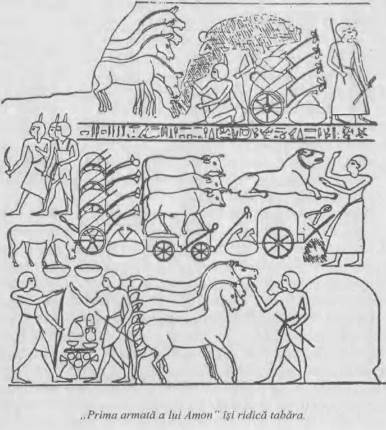 „Prima armată a lui Amon“ își ridică tabăra.